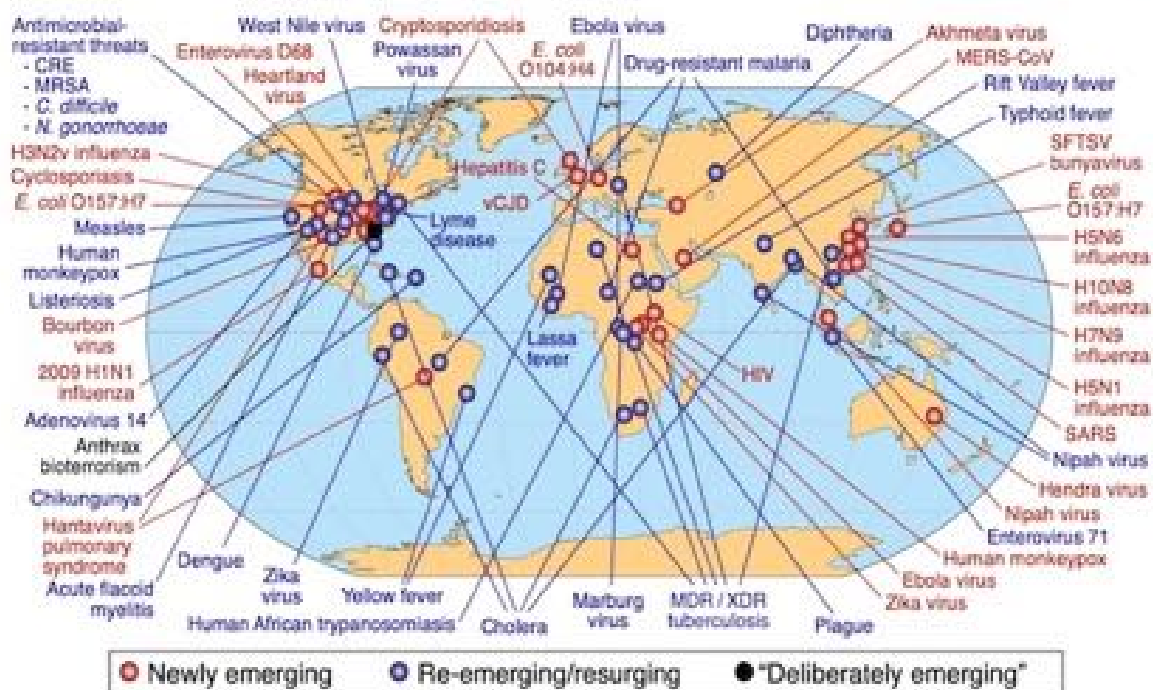 Antimicrobial-
resistant threats
- CRE
- MRSA
- C. difficile
- N. gonorrhoeae
West Nile virus
Cryptosporidiosis
Ebola virus
Diphtheria
Akhmeta virus
Enterovirus D68
Powassan
virus
E. coli
O104:H4
Drug-resistant malaria
MERS-CoV
Heartland
virus
Rift Valley fever
Typhoid fever
H3N2v influenza
Cyclosporiasis
E. coli O157:H7
Measles
Human
monkeypox
Listeriosis
Bourbon
virus
2009 H1N1
influenza
Adenovirus 14
Anthrax
bioterrorism
Chikungunya
Hantavirus
pulmonary
syndrome
Acute flaccid
myelitis
Hepatitis C
vCJD
Lyme
disease
Lassa
fever
HIV
SFTSV
bunyavirus
E. coli
O157:H7
H5N6
influenza
H10N8
influenza
H7N9
influenza
H5N1
influenza
SARS
Nipah virus
Hendra virus
Nipah virus
Enterovirus 71
Human monkeypox
Ebola virus
Zika virus
Dengue
Zika
virus
Yellow fever
Human African trypanosomiasis
Cholera
Marburg
virus
MDR / XDR
tuberculosis
Plague
Newly emerging
Re-emerging/resurging
"Deliberately emerging"